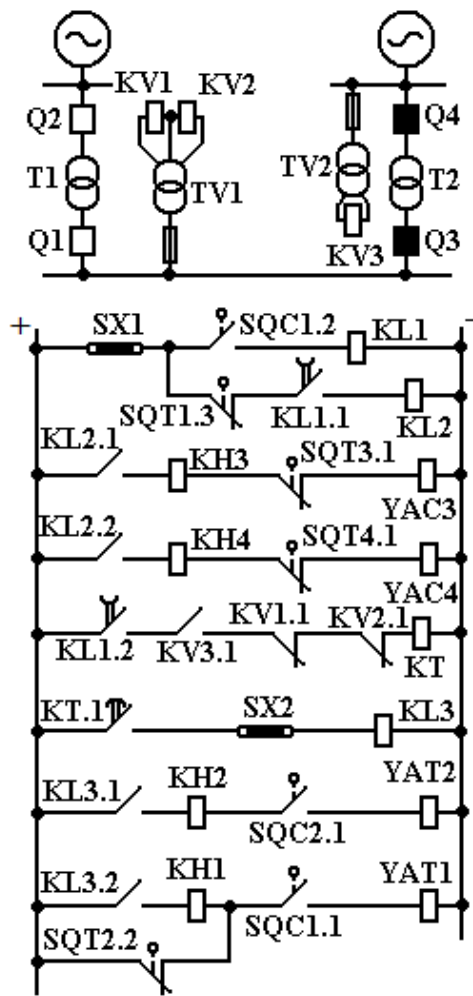 KV1 KV2
Q2 Q4
T1 TV1 TV2 T2
Q1 Q3
KV3
+ -
SX1 SQC1.2 KL1
SQT1.3 KL1.1 KL2
KL2.1 KH3 SQT3.1
YAC3
KL2.2 KH4 SQT4.1
YAC4
KV1.1 KV2.1
KL1.2 KV3.1 KT
KT.1 SX2 KL3
KL3.1 KH2 YAT2
SQC2.1
KL3.2 KH1 YAT1
SQT2.2 SQC1.1